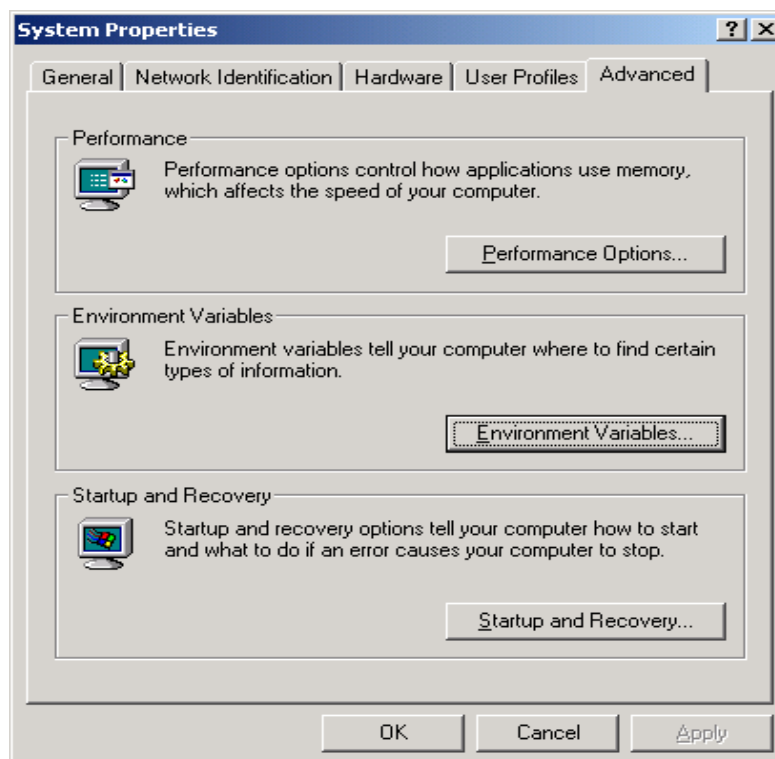 System Properties
General
Network Identification
Hardware
User Profiles
Advanced
Performance
Performance options control how applications use memory,
which affects the speed of your computer.
Performance Options...
Environment Variables
Environment variables tell your computer where to find certain
types of information.
Environment Variables...
Startup and Recovery
Startup and recovery options tell your computer how to start
and what to do if an error causes your computer to stop.
Startup and Recovery...
OK
Cancel
Apply